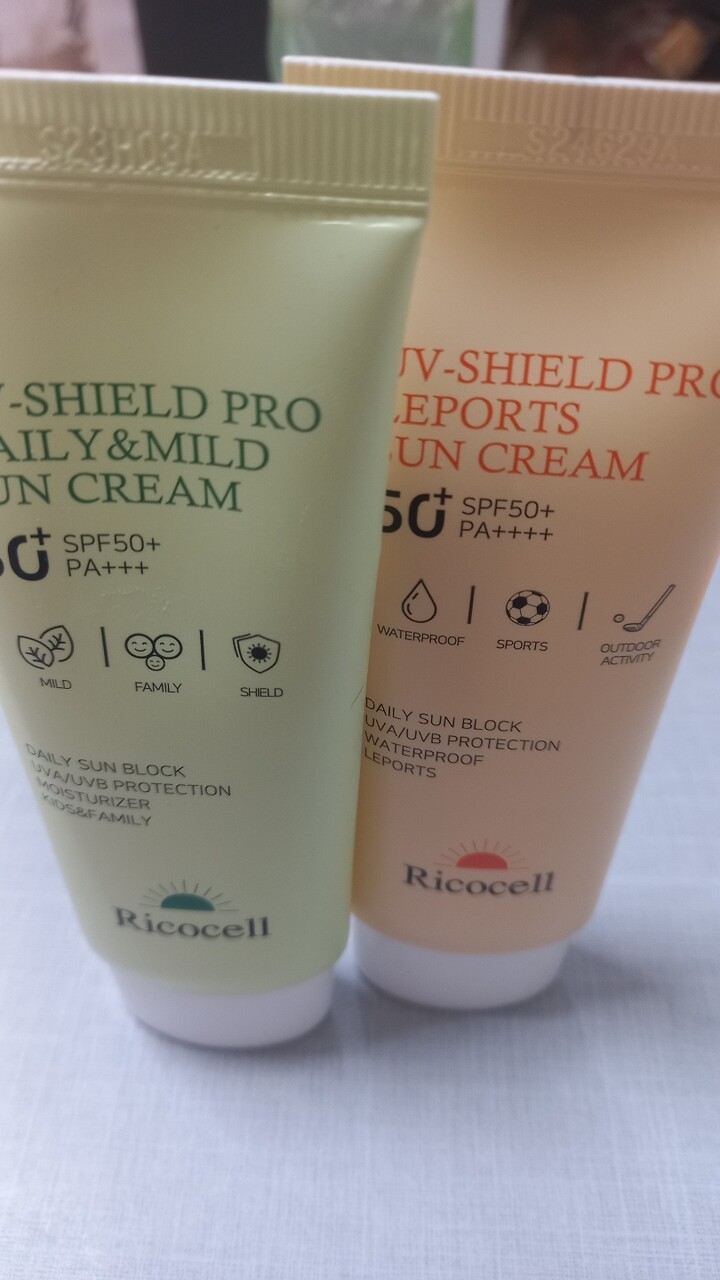 S23H03A
-SHIELD PRO
AILY&MILD
UN CREAM
50+ SPF50+
PA+++
MILD
FAMILY
SHIELD
DAILY SUN BLOCK
UVA/UVB PROTECTION
MOISTURIZER
KIDS&FAMILY
Ricocell
S24G29A
UV-SHIELD PRO
LEPORTS
SUN CREAM
50+ SPF50+
PA++++
WATERPROOF
SPORTS
OUTDOOR
ACTIVITY
DAILY SUN BLOCK
UVA/UVB PROTECTION
WATERPROOF
LEPORTS
Ricocell